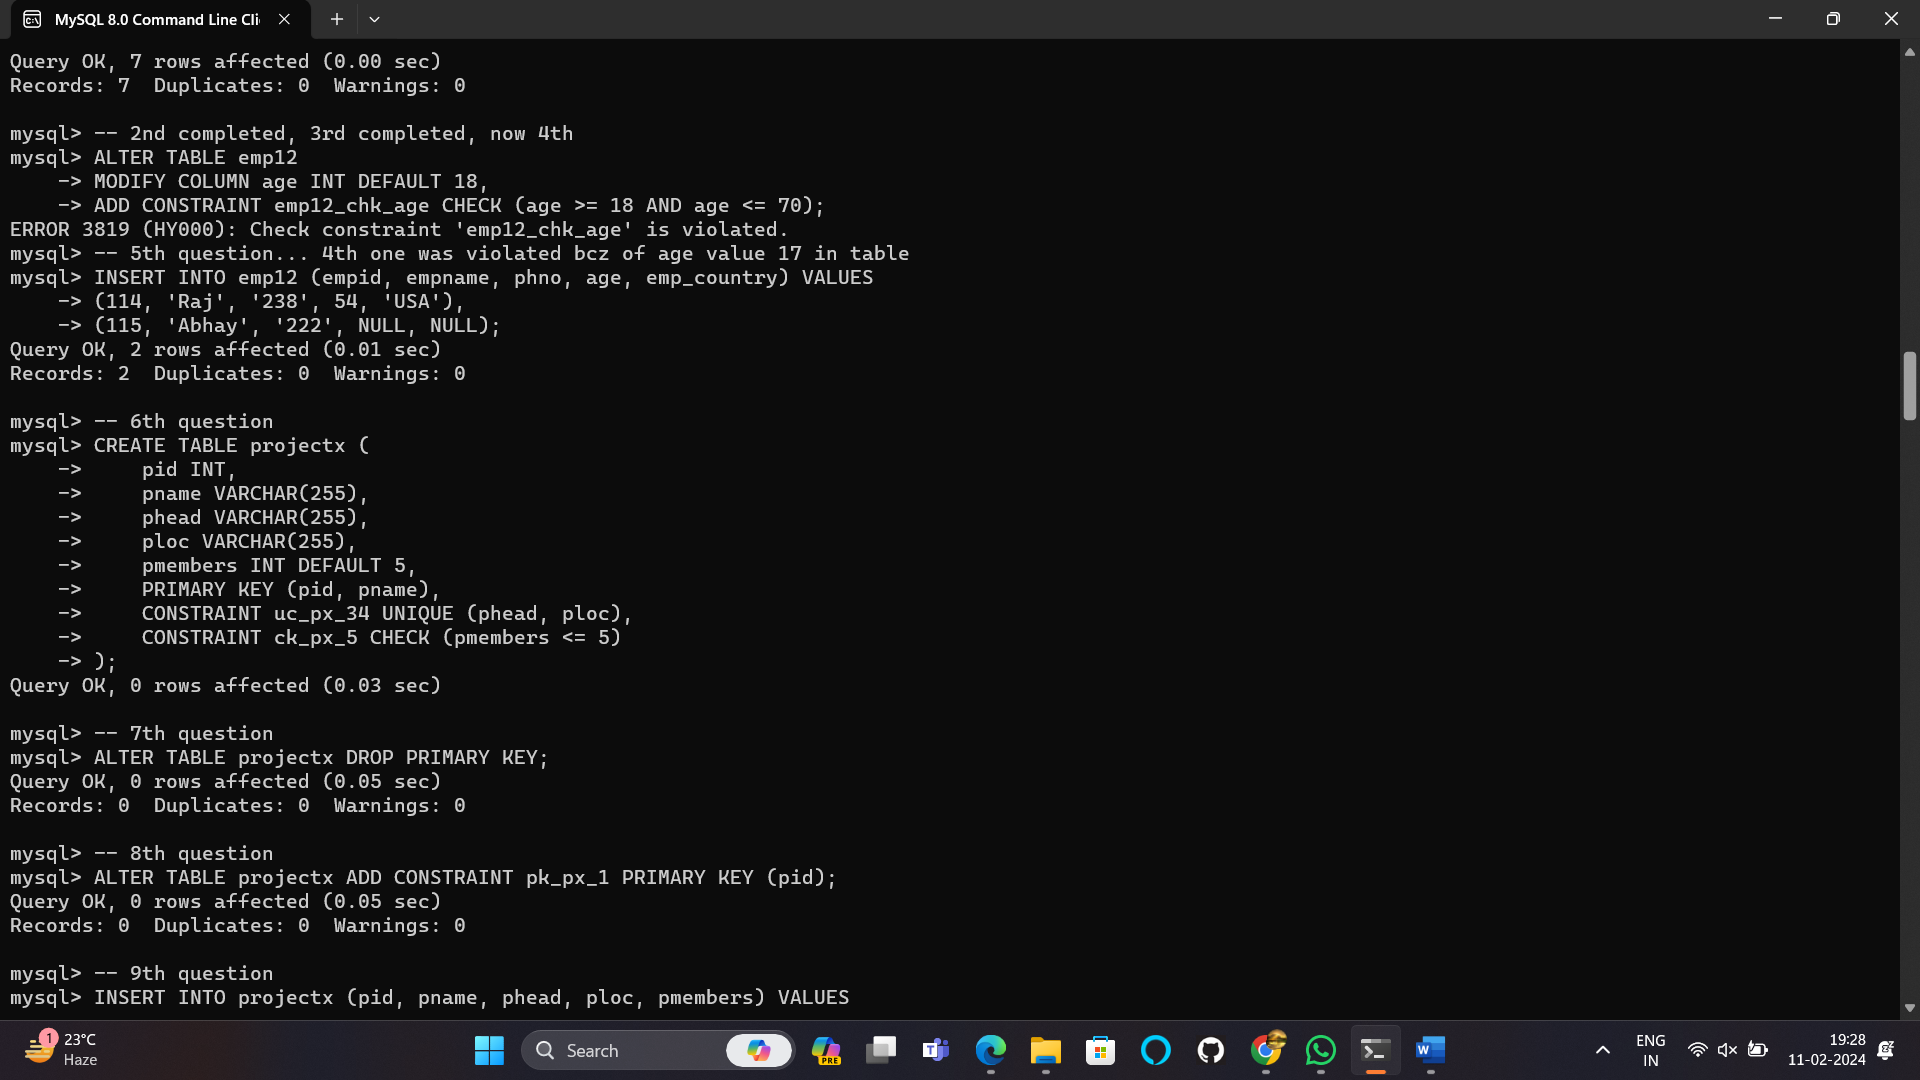 MySQL 8.0 Command Line Cli
Query OK, 7 rows affected (0.00 sec)
Records: 7  Duplicates: 0  Warnings: 0
mysql> -- 2nd completed, 3rd completed, now 4th
mysql> ALTER TABLE emp12
    -> MODIFY COLUMN age INT DEFAULT 18,
    -> ADD CONSTRAINT emp12_chk_age CHECK (age >= 18 AND age <= 70);
ERROR 3819 (HY000): Check constraint 'emp12_chk_age' is violated.
mysql> -- 5th question... 4th one was violated bcz of age value 17 in table
mysql> INSERT INTO emp12 (empid, empname, phno, age, emp_country) VALUES
    -> (114, 'Raj', '238', 54, 'USA'),
    -> (115, 'Abhay', '222', NULL, NULL);
Query OK, 2 rows affected (0.01 sec)
Records: 2  Duplicates: 0  Warnings: 0
mysql> -- 6th question
mysql> CREATE TABLE projectx (
    ->     pid INT,
    ->     pname VARCHAR(255),
    ->     phead VARCHAR(255),
    ->     ploc VARCHAR(255),
    ->     pmembers INT DEFAULT 5,
    ->     PRIMARY KEY (pid, pname),
    ->     CONSTRAINT uc_px_34 UNIQUE (phead, ploc),
    ->     CONSTRAINT ck_px_5 CHECK (pmembers <= 5)
    -> );
Query OK, 0 rows affected (0.03 sec)
mysql> -- 7th question
mysql> ALTER TABLE projectx DROP PRIMARY KEY;
Query OK, 0 rows affected (0.05 sec)
Records: 0  Duplicates: 0  Warnings: 0
mysql> -- 8th question
mysql> ALTER TABLE projectx ADD CONSTRAINT pk_px_1 PRIMARY KEY (pid);
Query OK, 0 rows affected (0.05 sec)
Records: 0  Duplicates: 0  Warnings: 0
mysql> -- 9th question
mysql> INSERT INTO projectx (pid, pname, phead, ploc, pmembers) VALUES
1
23°C
Haze
Search
PRE
ENG
IN
19:28
11-02-2024